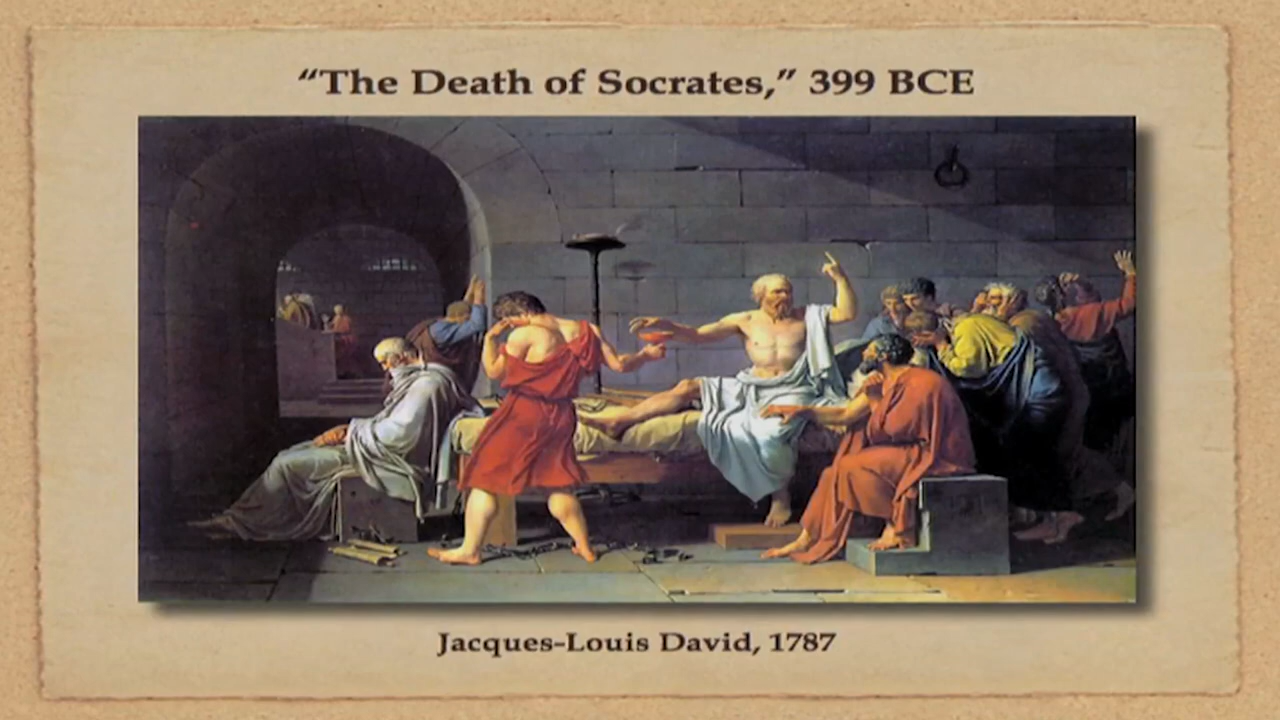 “The Death of Socrates,” 399 BCE
Jacques-Louis David, 1787